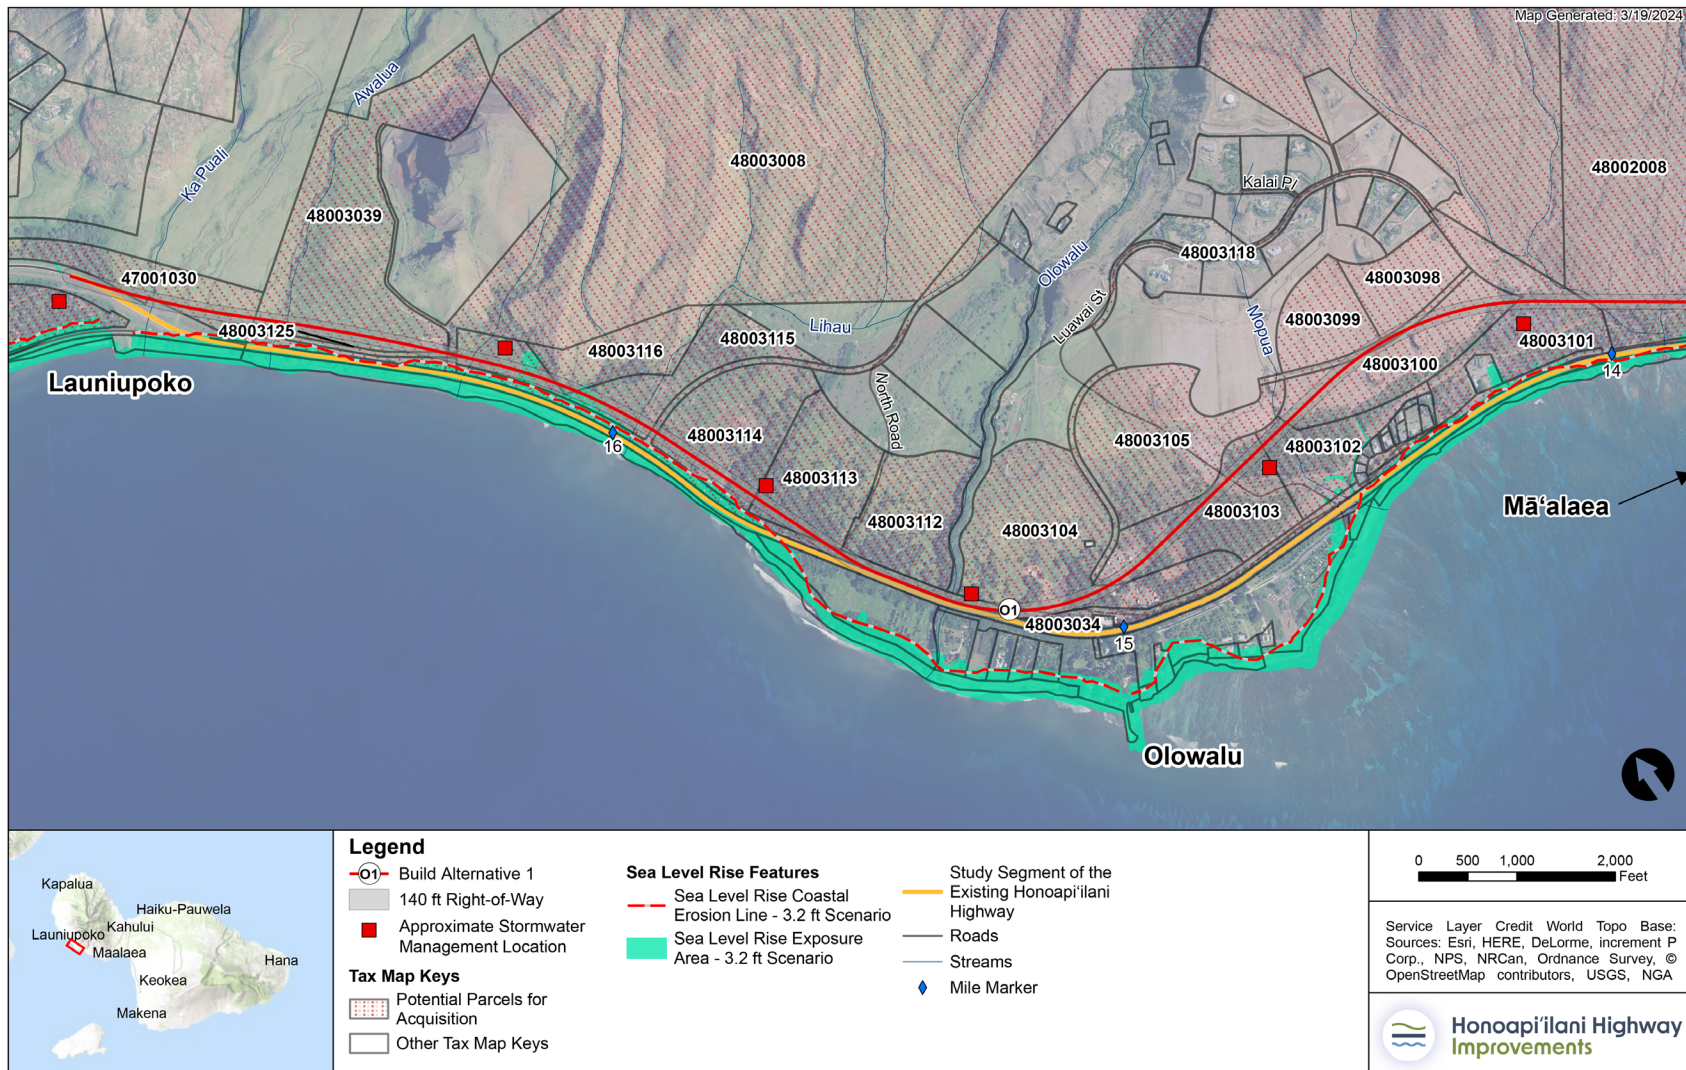 Map Generated: 3/19/2024
Awalua
Ka Puali
48003008
48002008
48003039
Kalai Pl
Olowalu
48003118
47001030
48003098
Luawai St
Mopua
48003099
48003125
Lihau
48003115
48003116
48003101
48003100
14
Launiupoko
North Road
48003114
48003105
48003102
16
48003113
Mā‘alaea
48003112
48003104
48003103
O1
48003034
15
Olowalu
Kapalua
Haiku-Pauwela
Kahului
Launiupoko
Maalaea
Hana
Keokea
Makena
Legend
O1 Build Alternative 1
140 ft Right-of-Way
Approximate Stormwater
Management Location
Tax Map Keys
Potential Parcels for
Acquisition
Other Tax Map Keys
Sea Level Rise Features
Sea Level Rise Coastal
Erosion Line - 3.2 ft Scenario
Sea Level Rise Exposure
Area - 3.2 ft Scenario
Study Segment of the
Existing Honoapi‘ilani
Highway
Roads
Streams
Mile Marker
0 500 1,000 2,000
Feet
Service Layer Credit World Topo Base:
Sources: Esri, HERE, DeLorme, increment P
Corp., NPS, NRCan, Ordnance Survey, ©
OpenStreetMap contributors, USGS, NGA
Honoapi‘ilani Highway
Improvements